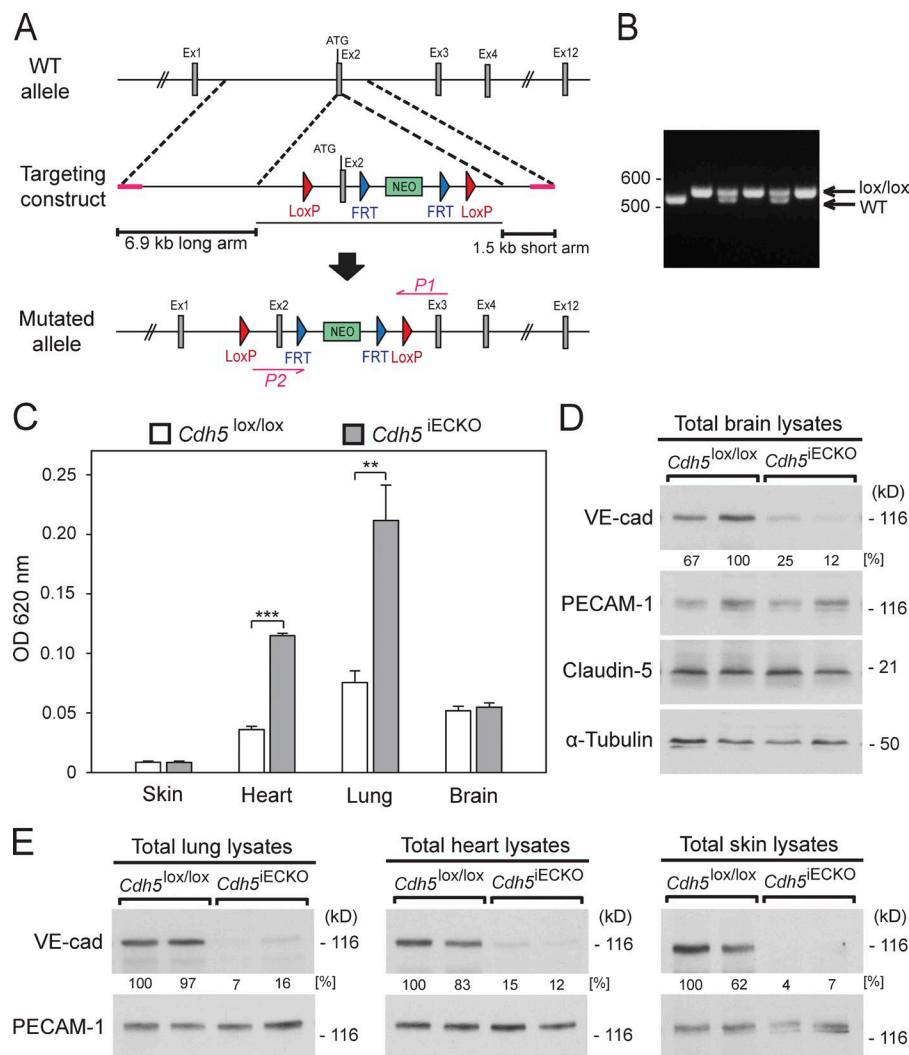 A
B
ATG
Ex1 Ex2 Ex3 Ex4 Ex12
WT
allele
ATG
Ex2
Targeting
construct
NEO
LoxP FRT FRT LoxP
6.9 kb long arm 1.5 kb short arm
P1
Ex1 Ex2 Ex3 Ex4 Ex12
Mutated
allele
NEO
LoxP FRT FRT LoxP
P2
600 -
500 -
lox/lox
WT
C
Cdh5 lox/lox Cdh5 iECKO
OD 620 nm
0.25
0.20
0.15
0.10
0.05
0
***
**
Skin Heart Lung Brain
D
Total brain lysates
Cdh5 lox/lox Cdh5 iECKO
(kD)
VE-cad - 116
67 100 25 12 [%]
PECAM-1 - 116
Claudin-5 - 21
α-Tubulin - 50
E
Total lung lysates
Cdh5 lox/lox Cdh5 iECKO
(kD)
VE-cad - 116
100 97 7 16 [%]
PECAM-1 - 116
Total heart lysates
Cdh5 lox/lox Cdh5 iECKO
(kD)
- 116
100 83 15 12 [%]
- 116
Total skin lysates
Cdh5 lox/lox Cdh5 iECKO
(kD)
- 116
100 62 4 7 [%]
- 116